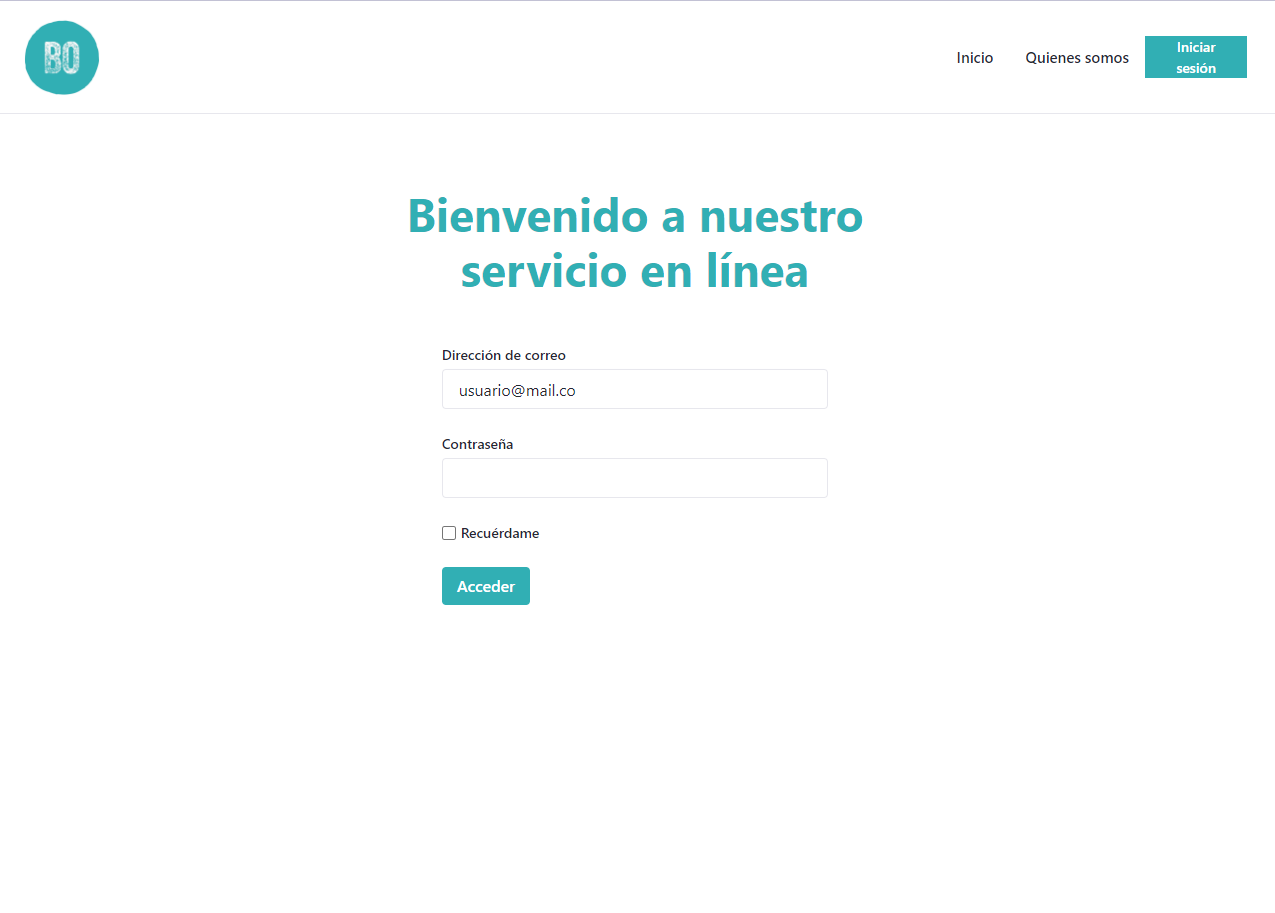 BO
Inicio
Quienes somos
Iniciar
sesión
Bienvenido a nuestro
servicio en línea
Dirección de correo
usuario@mail.co
Contraseña
Recuérdame
Acceder